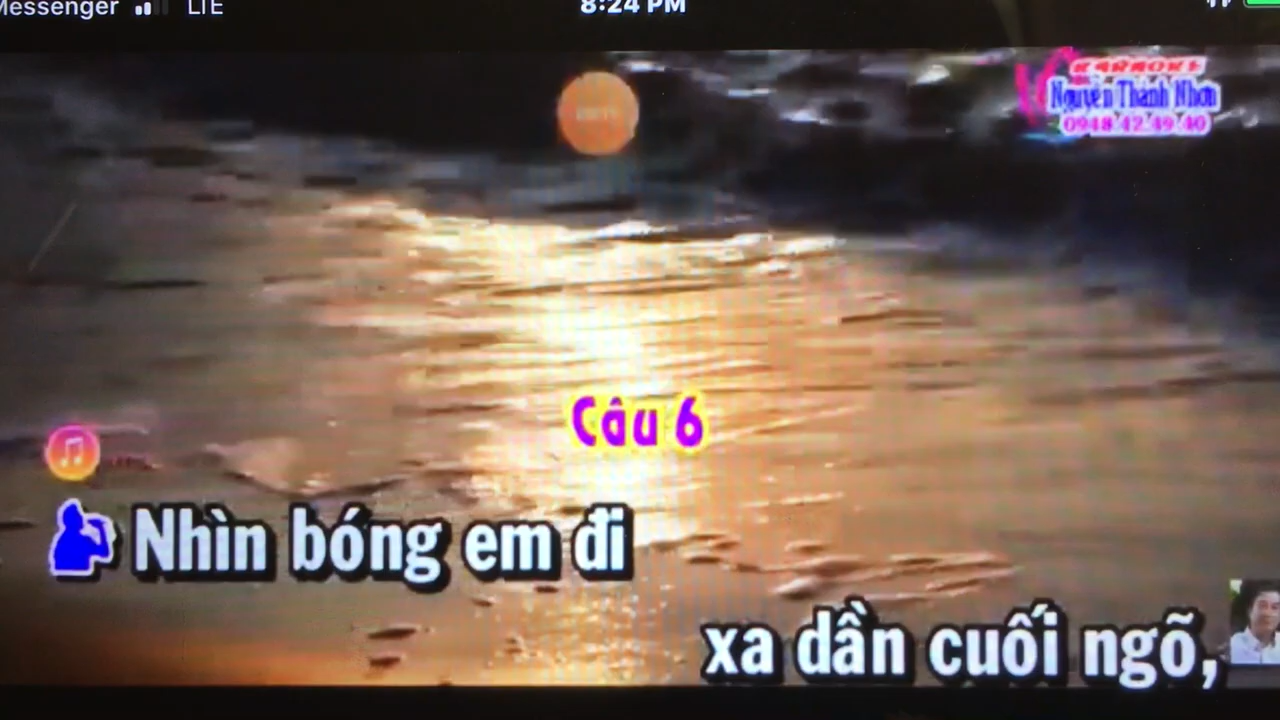 Messenger LTE 8:24 PM
KARAOKE
Nguyễn Thành Nhơn
0948.42.49.40
Câu 6
Nhìn bóng em đi
xa dần cuối ngõ,